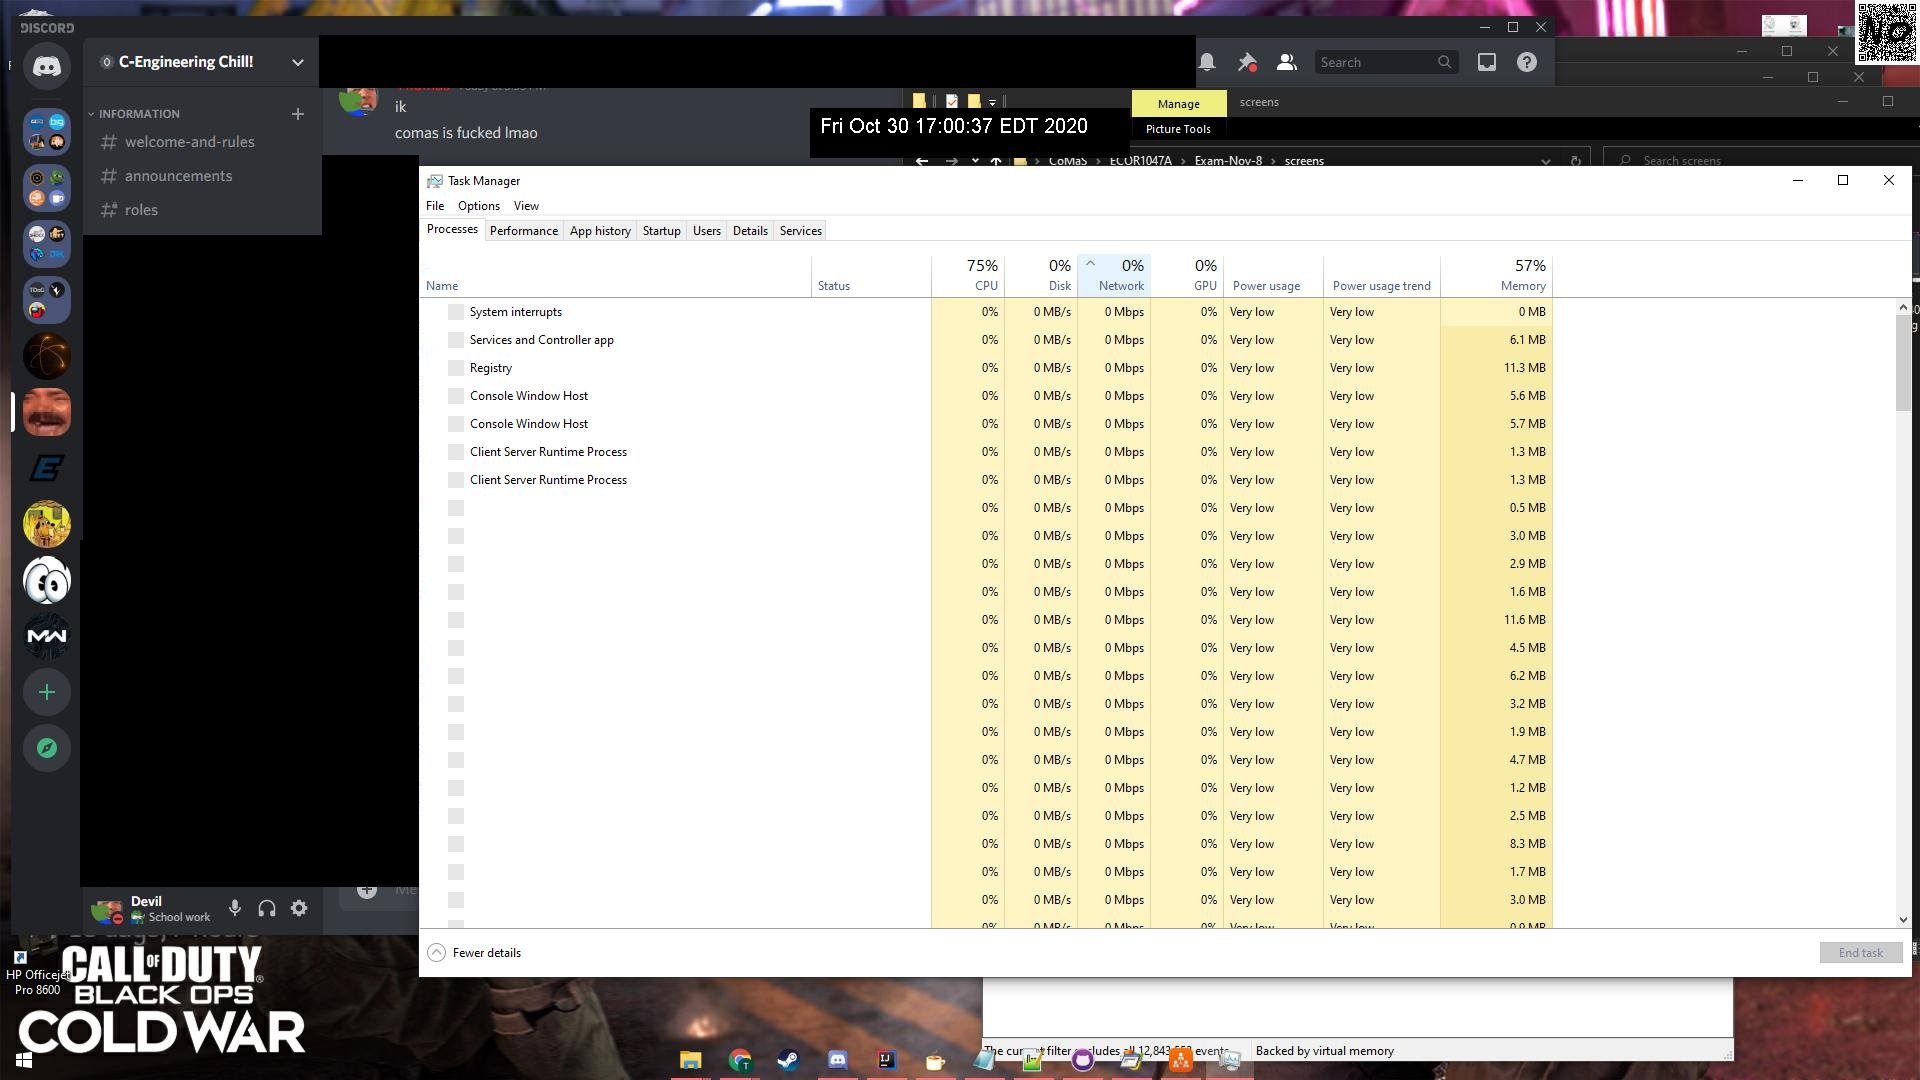 DISCORD
C-Engineering Chill!
INFORMATION
welcome-and-rules
announcements
roles
ik
comas is fucked lmao
Search
Manage
screens
Picture Tools
Fri Oct 30 17:00:37 EDT 2020
CoMaS > ECOR1047A > Exam-Nov-8 > screens
Search screens
Task Manager
File Options View
Processes Performance App history Startup Users Details Services
75% 0% 0% 0% 57%
Name Status CPU Disk Network GPU Power usage Power usage trend Memory
System interrupts 0% 0 MB/s 0 Mbps 0% Very low Very low 0 MB
Services and Controller app 0% 0 MB/s 0 Mbps 0% Very low Very low 6.1 MB
Registry 0% 0 MB/s 0 Mbps 0% Very low Very low 11.3 MB
Console Window Host 0% 0 MB/s 0 Mbps 0% Very low Very low 5.6 MB
Console Window Host 0% 0 MB/s 0 Mbps 0% Very low Very low 5.7 MB
Client Server Runtime Process 0% 0 MB/s 0 Mbps 0% Very low Very low 1.3 MB
Client Server Runtime Process 0% 0 MB/s 0 Mbps 0% Very low Very low 1.3 MB
0% 0 MB/s 0 Mbps 0% Very low Very low 0.5 MB
0% 0 MB/s 0 Mbps 0% Very low Very low 3.0 MB
0% 0 MB/s 0 Mbps 0% Very low Very low 2.9 MB
0% 0 MB/s 0 Mbps 0% Very low Very low 1.6 MB
0% 0 MB/s 0 Mbps 0% Very low Very low 11.6 MB
0% 0 MB/s 0 Mbps 0% Very low Very low 4.5 MB
0% 0 MB/s 0 Mbps 0% Very low Very low 6.2 MB
0% 0 MB/s 0 Mbps 0% Very low Very low 3.2 MB
0% 0 MB/s 0 Mbps 0% Very low Very low 1.9 MB
0% 0 MB/s 0 Mbps 0% Very low Very low 4.7 MB
0% 0 MB/s 0 Mbps 0% Very low Very low 1.2 MB
0% 0 MB/s 0 Mbps 0% Very low Very low 2.5 MB
0% 0 MB/s 0 Mbps 0% Very low Very low 8.3 MB
0% 0 MB/s 0 Mbps 0% Very low Very low 1.7 MB
0% 0 MB/s 0 Mbps 0% Very low Very low 3.0 MB
Fewer details
End task
Devil
School work
HP Officejet
Pro 8600
CALL OF DUTY
BLACK OPS
COLD WAR
Backed by virtual memory